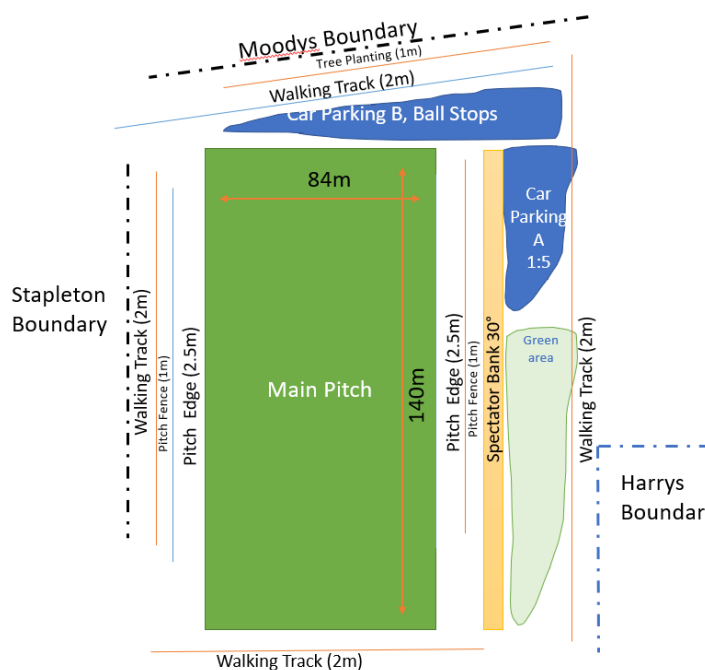 Moodys Boundary
Tree Planting (1m)
Walking Track (2m)
Car Parking B, Ball Stops
84m
Car
Parking
A
1:5
Stapleton
Boundary
Walking Track (2m)
Pitch Fence (1m)
Pitch Edge (2.5m)
Main Pitch
140m
Pitch Edge (2.5m)
Pitch Fence (1m)
Spectator Bank 30°
Green
area
Walking Track (2m)
Harrys
Boundar
Walking Track (2m)